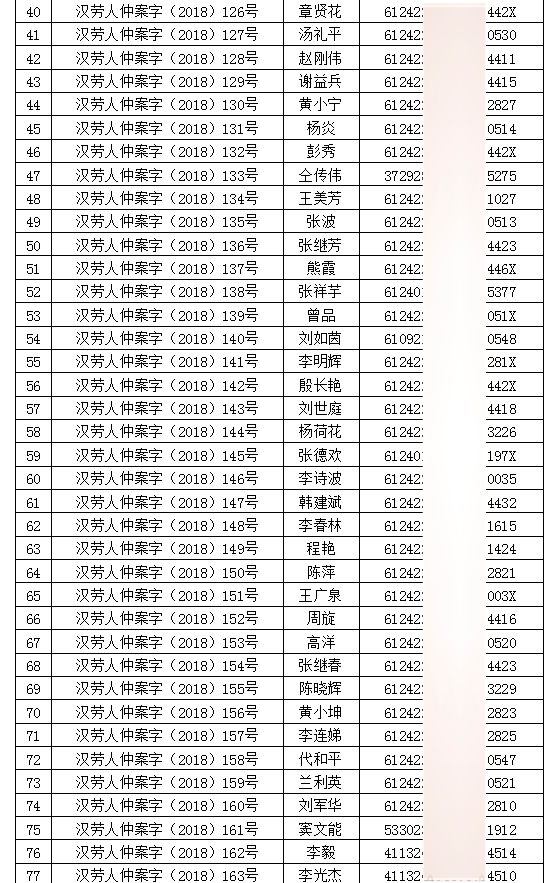 40 汉劳人仲案字（2018）126号 章贤花 61242 442X
41 汉劳人仲案字（2018）127号 汤礼平 61242 0530
42 汉劳人仲案字（2018）128号 赵刚伟 61242 4411
43 汉劳人仲案字（2018）129号 谢益兵 61242 4415
44 汉劳人仲案字（2018）130号 黄小宁 61242 2827
45 汉劳人仲案字（2018）131号 杨焱 61242 0514
46 汉劳人仲案字（2018）132号 彭秀 61242 442X
47 汉劳人仲案字（2018）133号 仝传伟 37292 5275
48 汉劳人仲案字（2018）134号 王美芳 61242 1027
49 汉劳人仲案字（2018）135号 张波 61242 0513
50 汉劳人仲案字（2018）136号 张继芳 61242 4423
51 汉劳人仲案字（2018）137号 熊霞 61242 446X
52 汉劳人仲案字（2018）138号 张祥芋 61240 5377
53 汉劳人仲案字（2018）139号 曾品 61242 051X
54 汉劳人仲案字（2018）140号 刘如茵 61092 0548
55 汉劳人仲案字（2018）141号 李明辉 61242 281X
56 汉劳人仲案字（2018）142号 殷长艳 61242 442X
57 汉劳人仲案字（2018）143号 刘世庭 61242 4418
58 汉劳人仲案字（2018）144号 杨荷花 61242 3226
59 汉劳人仲案字（2018）145号 张德欢 61240 197X
60 汉劳人仲案字（2018）146号 李诗波 61242 0035
61 汉劳人仲案字（2018）147号 韩建斌 61242 4432
62 汉劳人仲案字（2018）148号 李春林 61242 1615
63 汉劳人仲案字（2018）149号 程艳 61242 1424
64 汉劳人仲案字（2018）150号 陈萍 61242 2821
65 汉劳人仲案字（2018）151号 王广泉 61242 003X
66 汉劳人仲案字（2018）152号 周旋 61242 4416
67 汉劳人仲案字（2018）153号 高洋 61242 0520
68 汉劳人仲案字（2018）154号 张继春 61242 4423
69 汉劳人仲案字（2018）155号 陈晓辉 61242 3229
70 汉劳人仲案字（2018）156号 黄小坤 61242 2823
71 汉劳人仲案字（2018）157号 李连娣 61242 2825
72 汉劳人仲案字（2018）158号 代和平 61242 0547
73 汉劳人仲案字（2018）159号 兰利英 61242 0521
74 汉劳人仲案字（2018）160号 刘军华 61242 2810
75 汉劳人仲案字（2018）161号 窦文能 53302 1912
76 汉劳人仲案字（2018）162号 李毅 41132 4514
77 汉劳人仲案字（2018）163号 李光杰 41132 4510